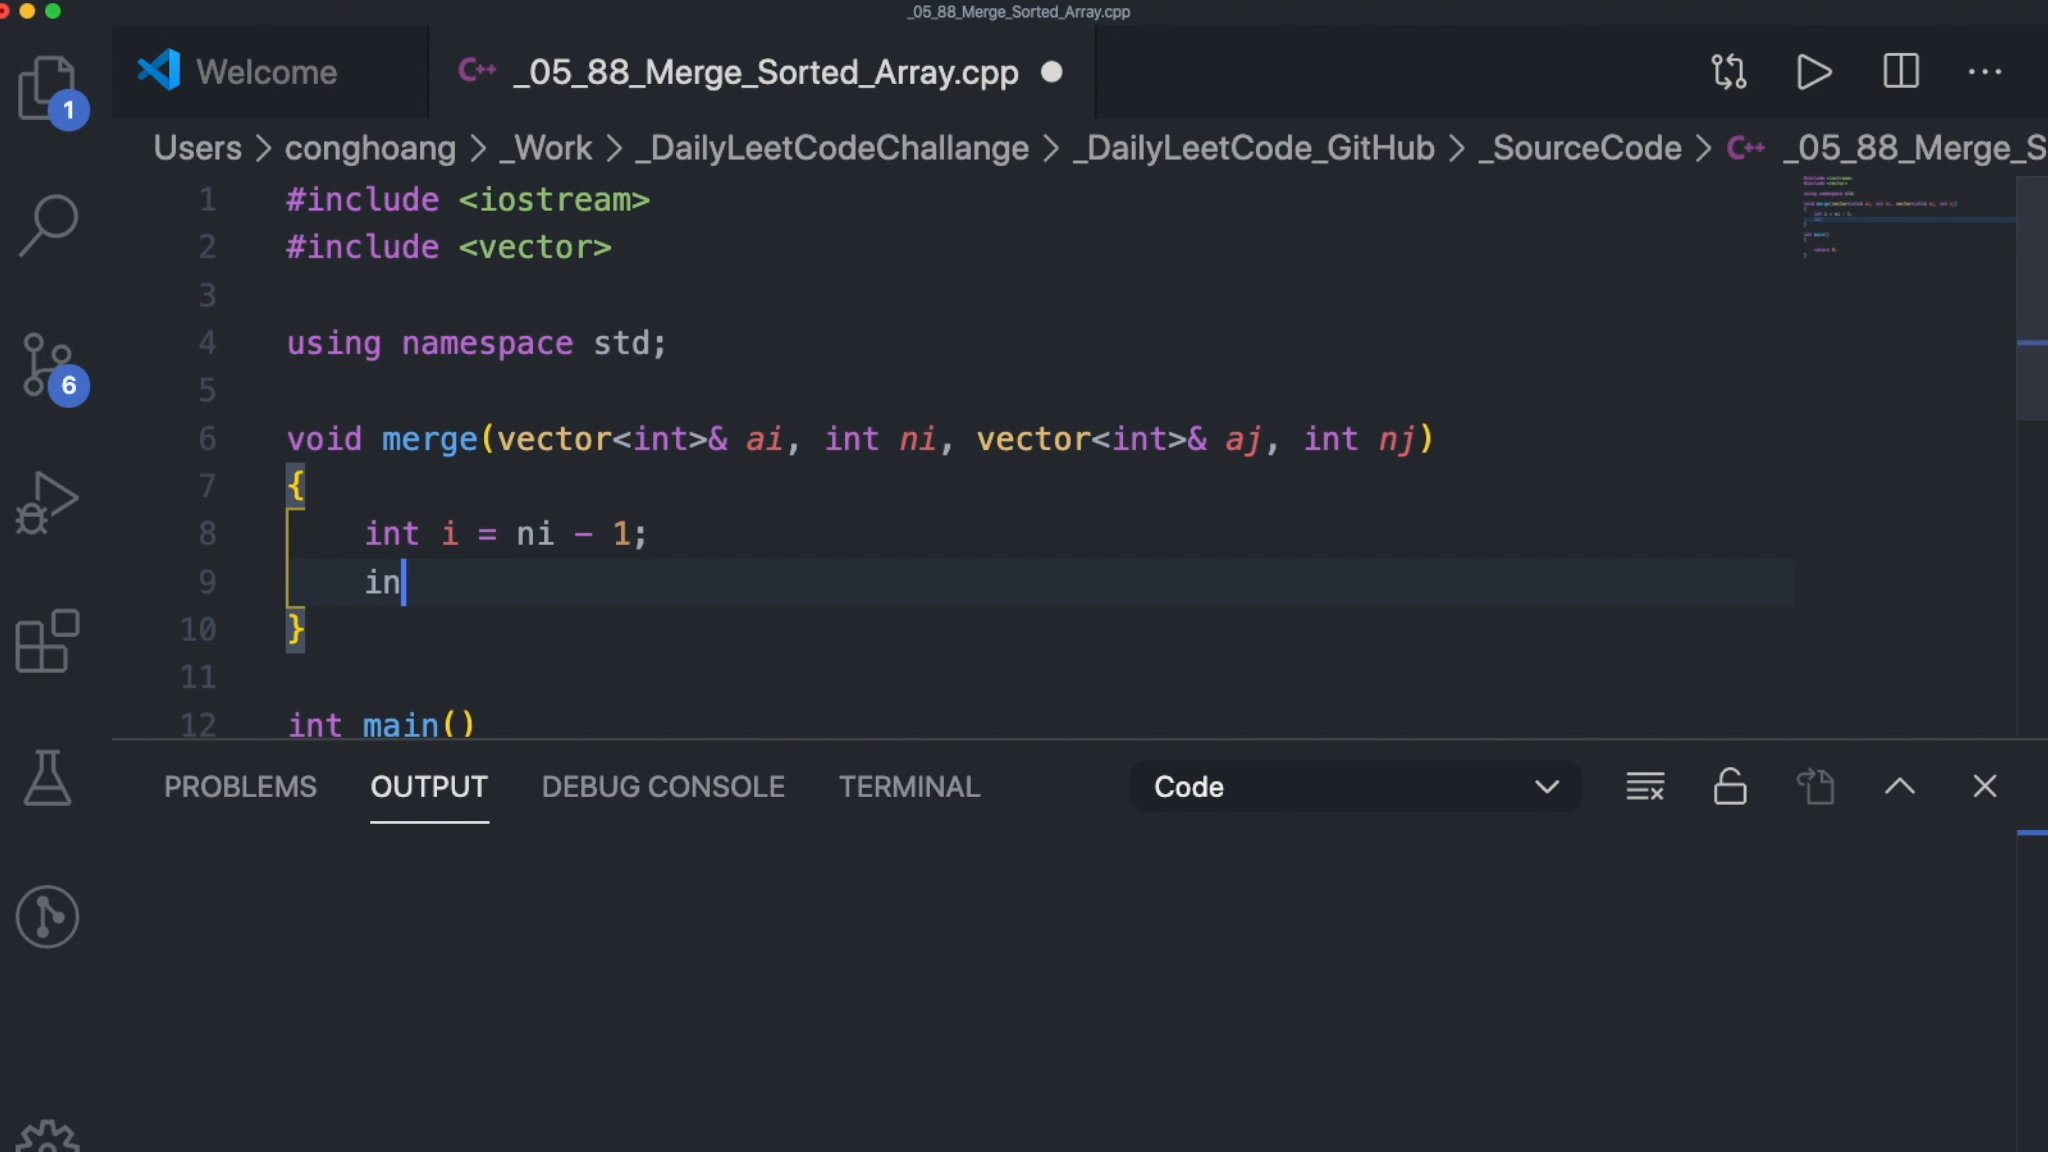 _05_88_Merge_Sorted_Array.cpp
Welcome
C++ _05_88_Merge_Sorted_Array.cpp
1
Users > conghoang > _Work > _DailyLeetCodeChallange > _DailyLeetCode_GitHub > _SourceCode > C++ _05_88_Merge_S
1 #include <iostream>
2 #include <vector>
3
4 using namespace std;
5
6 void merge(vector<int>& ai, int ni, vector<int>& aj, int nj)
7 {
8 int i = ni - 1;
9 in
10 }
11
12 int main()
6
PROBLEMS OUTPUT DEBUG CONSOLE TERMINAL Code